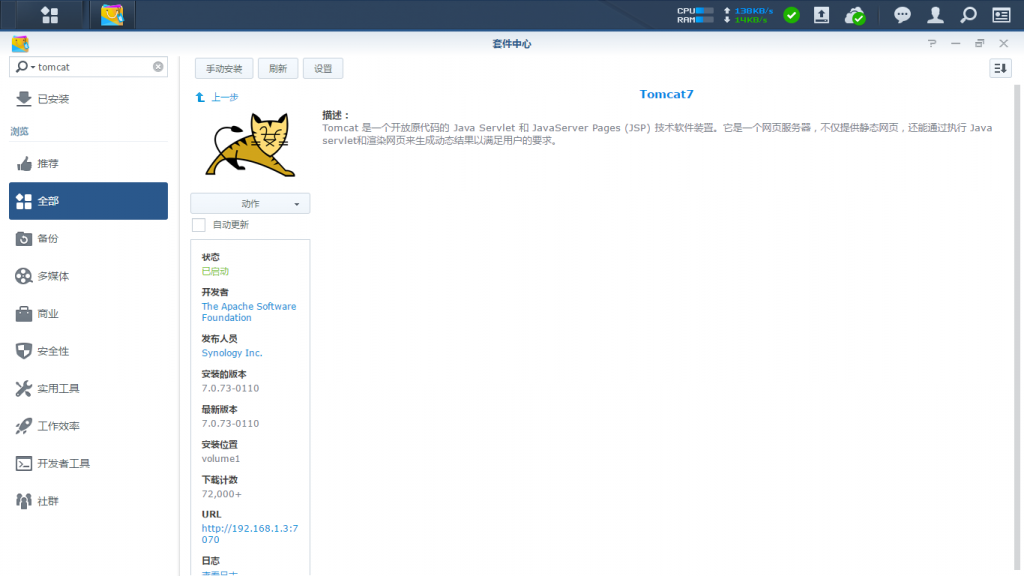 CPU
RAM
138KB/s
14KB/s
套件中心
tomcat
手动安装
刷新
设置
已安装
浏览
推荐
全部
备份
多媒体
商业
安全性
实用工具
工作效率
开发者工具
社群
上一步
Tomcat7
描述：
Tomcat 是一个开放原代码的 Java Servlet 和 JavaServer Pages (JSP) 技术软件装置。它是一个网页服务器，不仅提供静态网页，还能通过执行 Java
servlet和渲染网页来生成动态结果以满足用户的要求。
动作
自动更新
状态
已启动
开发者
The Apache Software
Foundation
发布人员
Synology Inc.
安装的版本
7.0.73-0110
最新版本
7.0.73-0110
安装位置
volume1
下载计数
72,000+
URL
http://192.168.1.3:7
070
日志
查看日志